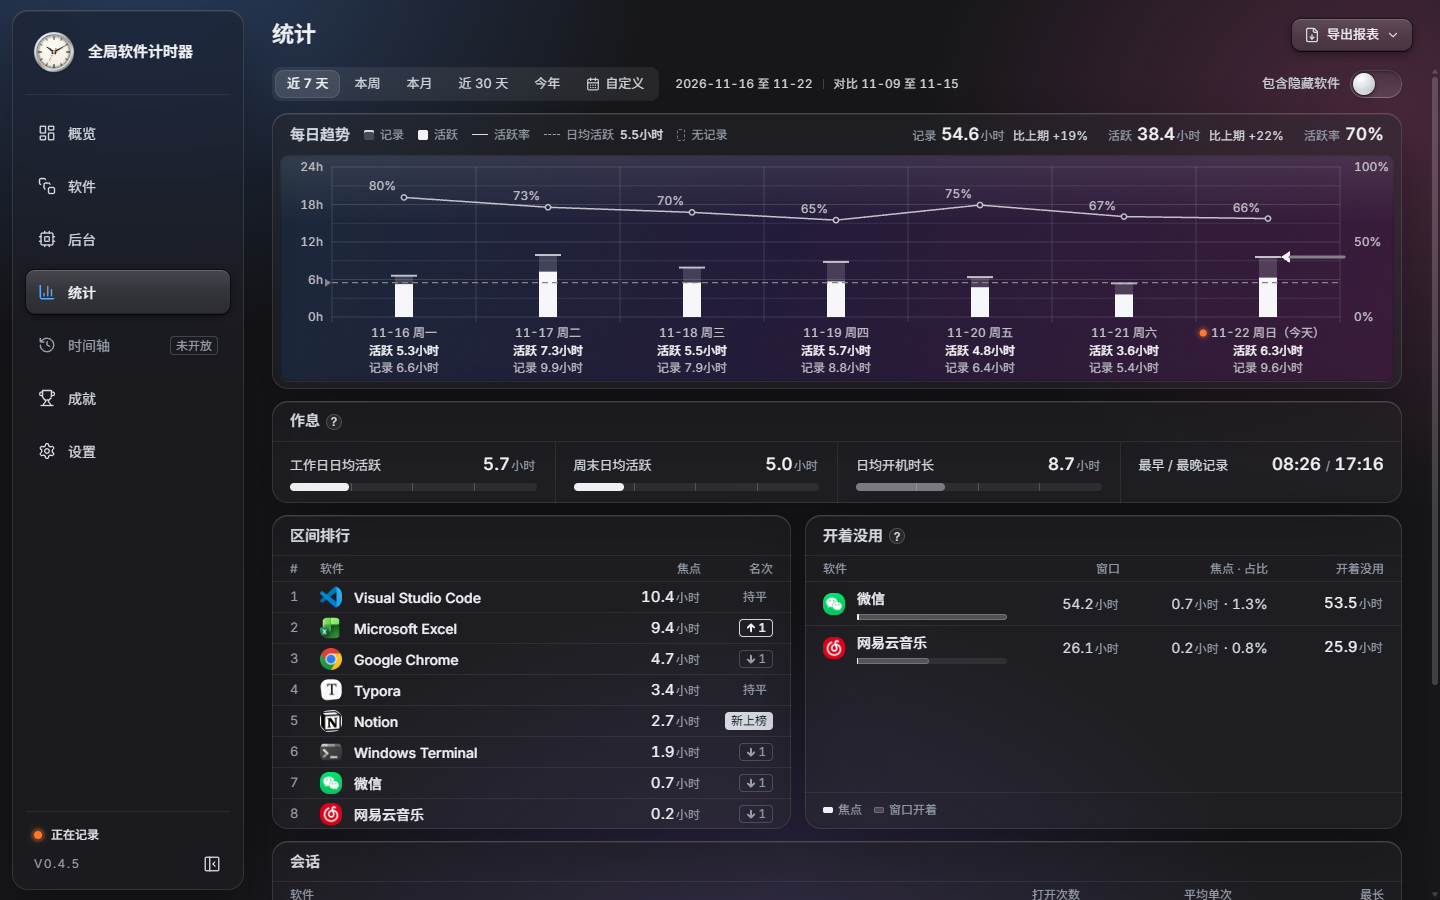 全局软件计时器
概览
软件
后台
统计
时间轴 未开放
成就
设置
正在记录
V0.4.5
统计
导出报表
近 7 天 本周 本月 近 30 天 今年 自定义 2026-11-16 至 11-22 对比 11-09 至 11-15 包含隐藏软件
每日趋势 记录 活跃 活跃率 日均活跃 5.5小时 无记录 记录 54.6小时 比上期 +19% 活跃 38.4小时 比上期 +22% 活跃率 70%
24h 100%
18h
12h 50%
6h
0h 0%
80% 73% 70% 65% 75% 67% 66%
11-16 周一 11-17 周二 11-18 周三 11-19 周四 11-20 周五 11-21 周六 11-22 周日（今天）
活跃 5.3小时 活跃 7.3小时 活跃 5.5小时 活跃 5.7小时 活跃 4.8小时 活跃 3.6小时 活跃 6.3小时
记录 6.6小时 记录 9.9小时 记录 7.9小时 记录 8.8小时 记录 6.4小时 记录 5.4小时 记录 9.6小时
作息 ?
工作日日均活跃 5.7小时 周末日均活跃 5.0小时 日均开机时长 8.7小时 最早 / 最晚记录 08:26 / 17:16
区间排行
# 软件 焦点 名次
1 Visual Studio Code 10.4小时 持平
2 Microsoft Excel 9.4小时 ↑1
3 Google Chrome 4.7小时 ↓1
4 Typora 3.4小时 持平
5 Notion 2.7小时 新上榜
6 Windows Terminal 1.9小时 ↓1
7 微信 0.7小时 ↓1
8 网易云音乐 0.2小时 ↓1
开着没用 ?
软件 窗口 焦点 · 占比 开着没用
微信 54.2小时 0.7小时 · 1.3% 53.5小时
网易云音乐 26.1小时 0.2小时 · 0.8% 25.9小时
焦点 窗口开着
会话
软件 打开次数 平均单次 最长